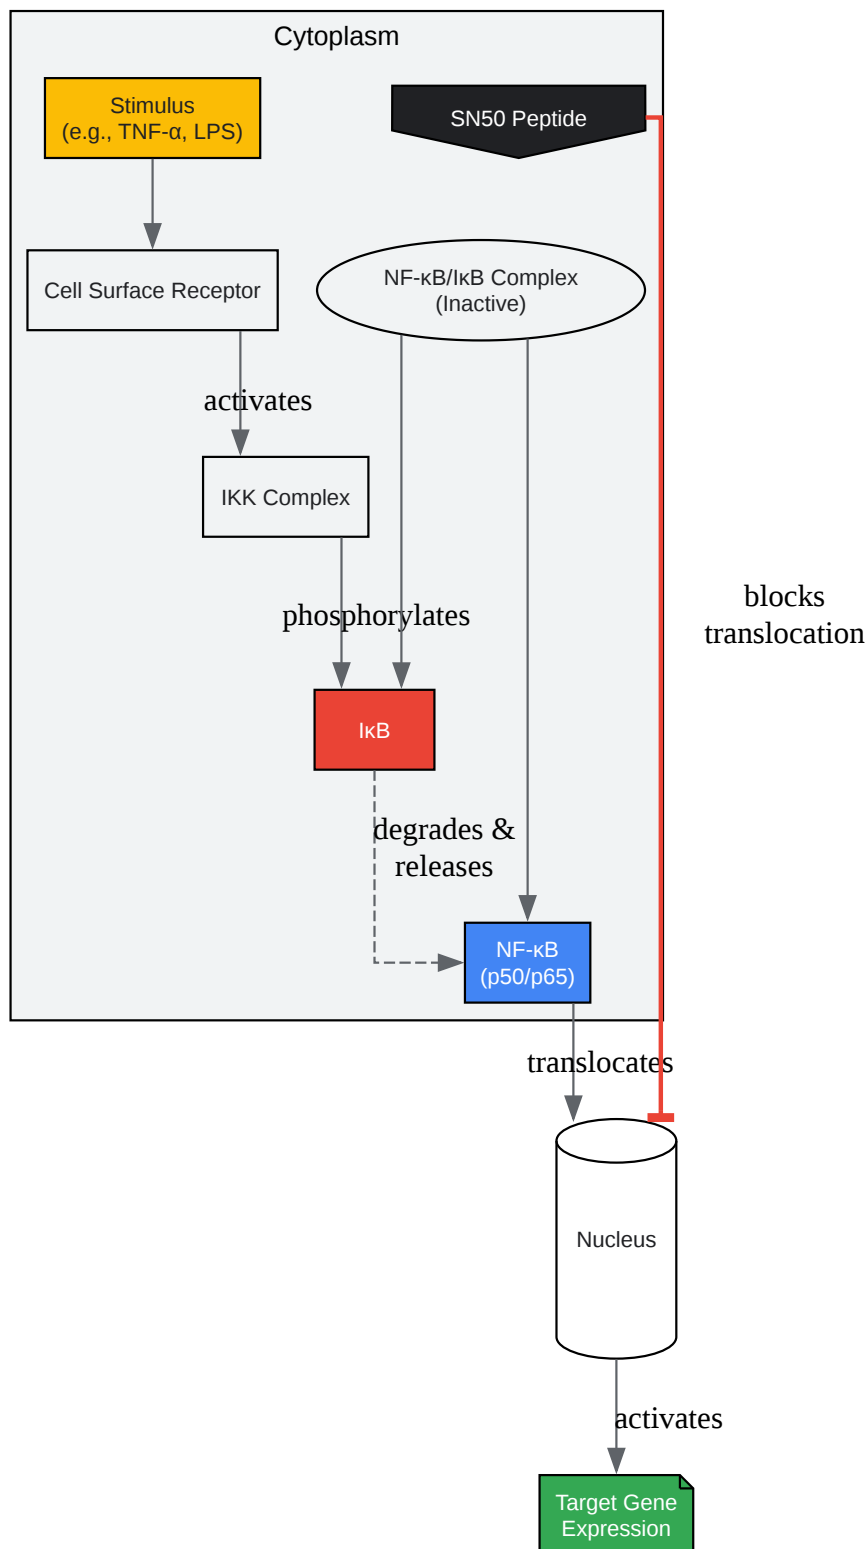 Cytoplasm
Stimulus
(e.g., TNF-α, LPS)
SN50 Peptide
Cell Surface Receptor
NF-κB/IκB Complex
(Inactive)
activates
IKK Complex
phosphorylates
blocks
translocation
IκB
degrades &
releases
NF-κB
(p50/p65)
translocates
Nucleus
activates
Target Gene
Expression